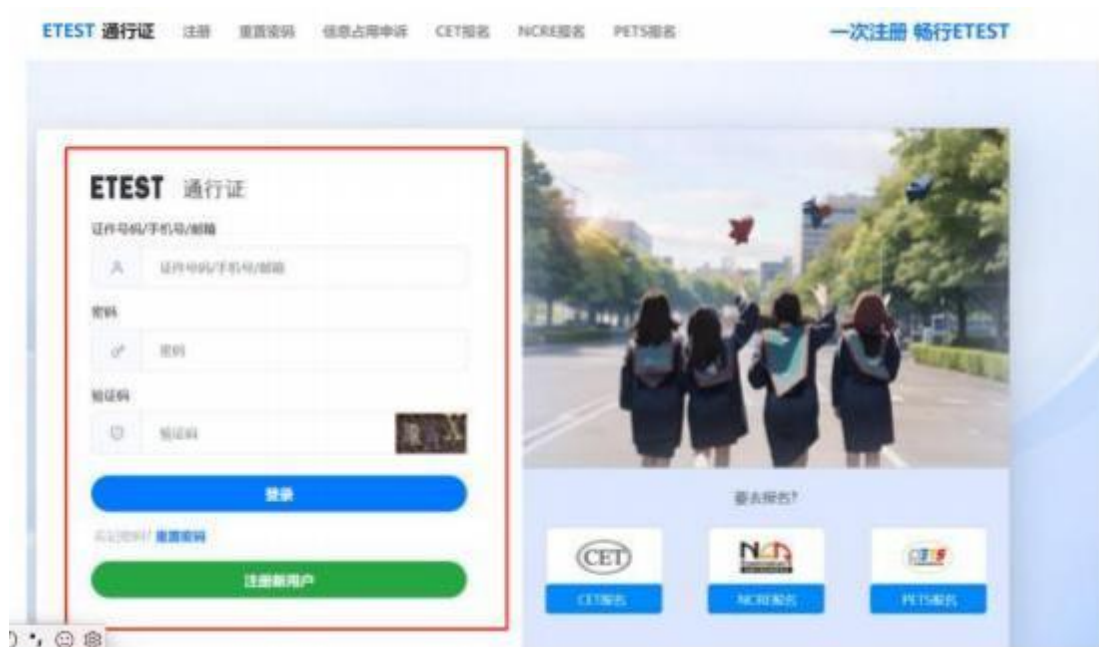 ETEST 通行证 注册 重置密码 信息占用申诉 CET报名 NCRE报名 PETS报名 一次注册 畅行ETEST
ETEST 通行证
证件号码/手机号/邮箱
证件号码/手机号/邮箱
密码
密码
验证码
验证码
登录
忘记密码? 重置密码
注册新用户
要去报名?
CET
CET报名 NCRE报名 PETS报名